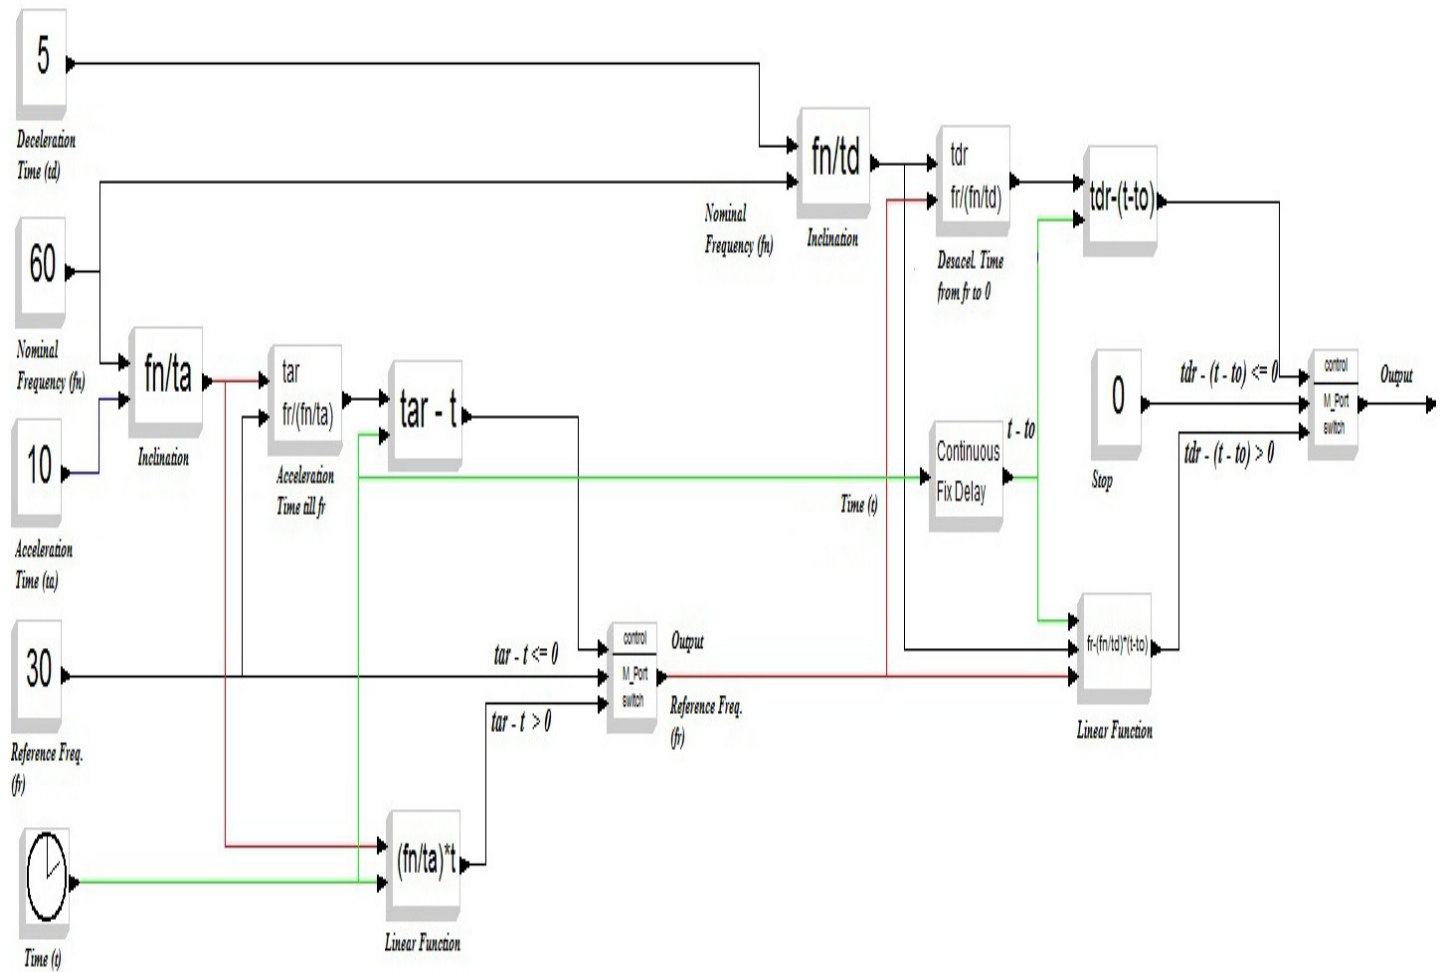 5
Deceleration
Time (td)
60
Nominal
Frequency (fn)
10
Acceleration
Time (ta)
30
Reference Freq.
(fr)
Time (t)
fn/ta
Inclination
tar
fr/(fn/ta)
Acceleration
Time till fr
tar - t
(fn/ta)*t
Linear Function
tar - t <= 0
tar - t > 0
control
M_Port
switch
Output
Reference Freq.
(fr)
Nominal
Frequency (fn)
fn/td
Inclination
tdr
fr/(fn/td)
Desacel. Time
from fr to 0
Time (t)
Continuous
Fix Delay
t - to
tdr-(t-to)
fr-(fn/td)*(t-to)
Linear Function
0
Stop
tdr - (t - to) <= 0
tdr - (t - to) > 0
control
M_Port
switch
Output